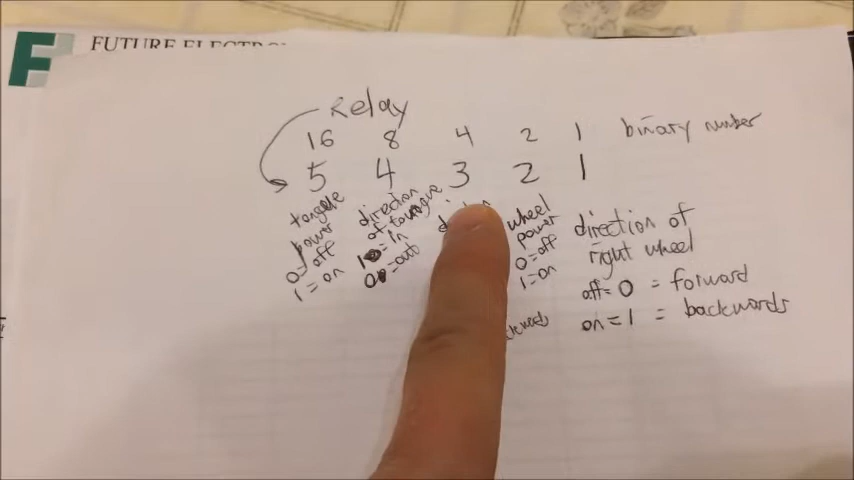 FUTURE ELECTRO
Relay
16 8 4 2 1 binary number
5 4 3 2 1
tongue
power
0=off
1=on
direction
of tongue
1=in
0=out
wheel
power
0=off
1=on
direction of
right wheel
off=0 = forward
on=1 = backwards